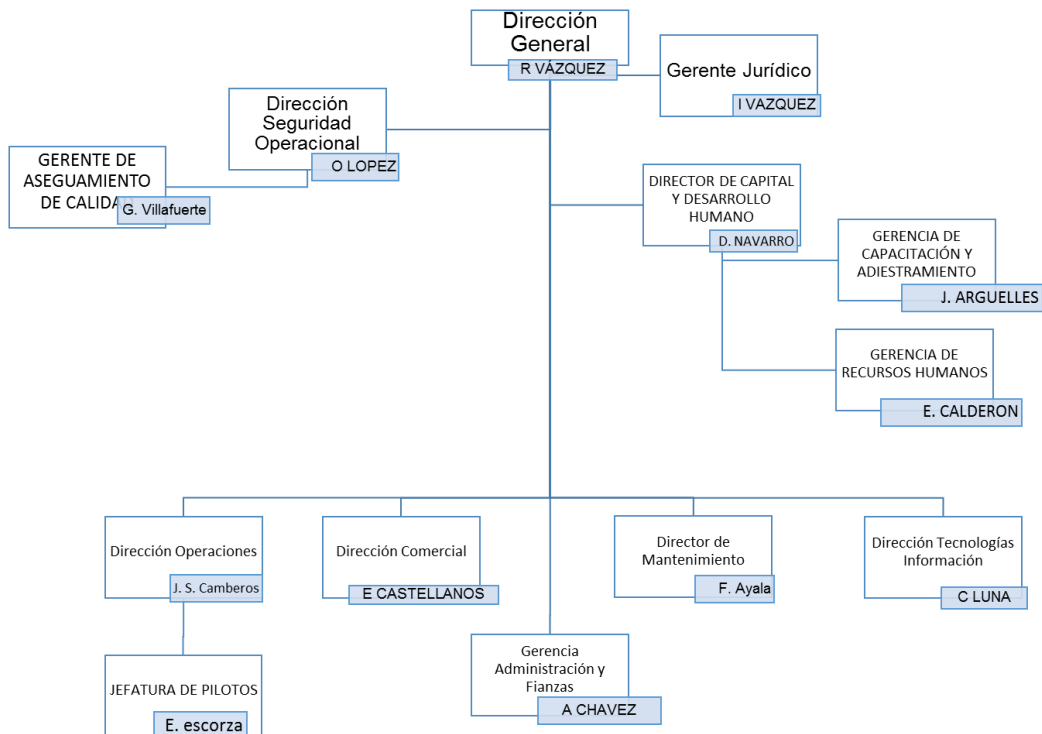 Dirección
General
R VÁZQUEZ
Gerente Jurídico
I VAZQUEZ
Dirección
Seguridad
Operacional
O LOPEZ
GERENTE DE
ASEGUAMIENTO
DE CALIDA
G. Villafuerte
DIRECTOR DE CAPITAL
Y DESARROLLO
HUMANO
D. NAVARRO
GERENCIA DE
CAPACITACIÓN Y
ADIESTRAMIENTO
J. ARGUELLES
GERENCIA DE
RECURSOS HUMANOS
E. CALDERON
Dirección Operaciones
J. S. Camberos
Dirección Comercial
E CASTELLANOS
Director de
Mantenimiento
F. Ayala
Dirección Tecnologías
Información
C LUNA
JEFATURA DE PILOTOS
E. escorza
Gerencia
Administración y
Fianzas
A CHAVEZ